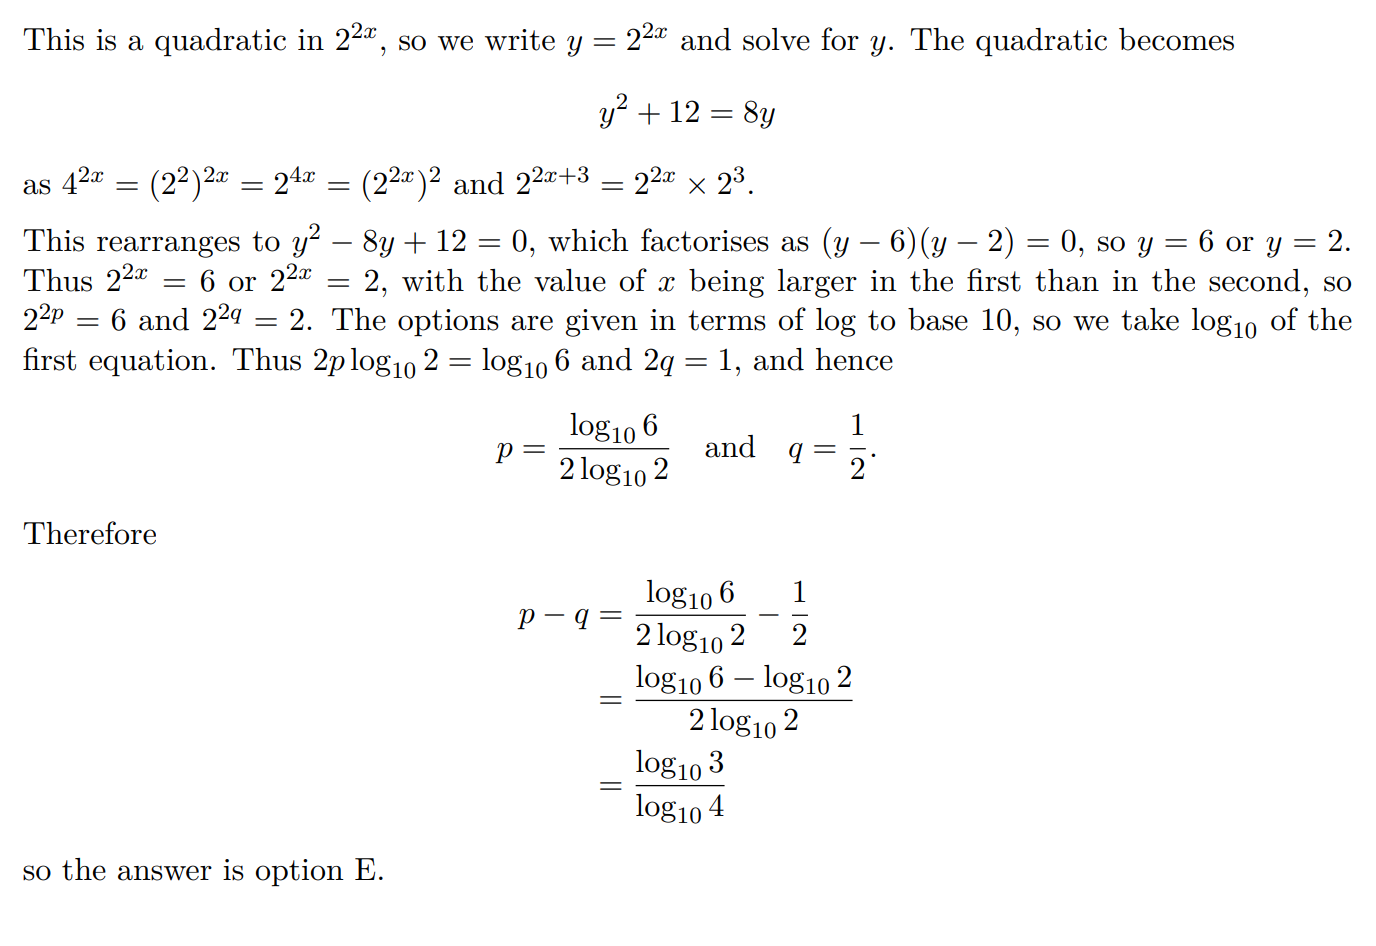 This is a quadratic in 2^{2x}, so we write y = 2^{2x} and solve for y. The quadratic becomes
y^2 + 12 = 8y
as 4^{2x} = (2^2)^{2x} = 2^{4x} = (2^{2x})^2 and 2^{2x+3} = 2^{2x} × 2^3.
This rearranges to y^2 − 8y + 12 = 0, which factorises as (y − 6)(y − 2) = 0, so y = 6 or y = 2.
Thus 2^{2x} = 6 or 2^{2x} = 2, with the value of x being larger in the first than in the second, so
2^{2p} = 6 and 2^{2q} = 2. The options are given in terms of log to base 10, so we take log_{10} of the
first equation. Thus 2p log_{10} 2 = log_{10} 6 and 2q = 1, and hence
p = \frac{log_{10} 6}{2 log_{10} 2} and q = \frac{1}{2}.
Therefore
p − q = \frac{log_{10} 6}{2 log_{10} 2} − \frac{1}{2}
= \frac{log_{10} 6 − log_{10} 2}{2 log_{10} 2}
= \frac{log_{10} 3}{log_{10} 4}
so the answer is option E.